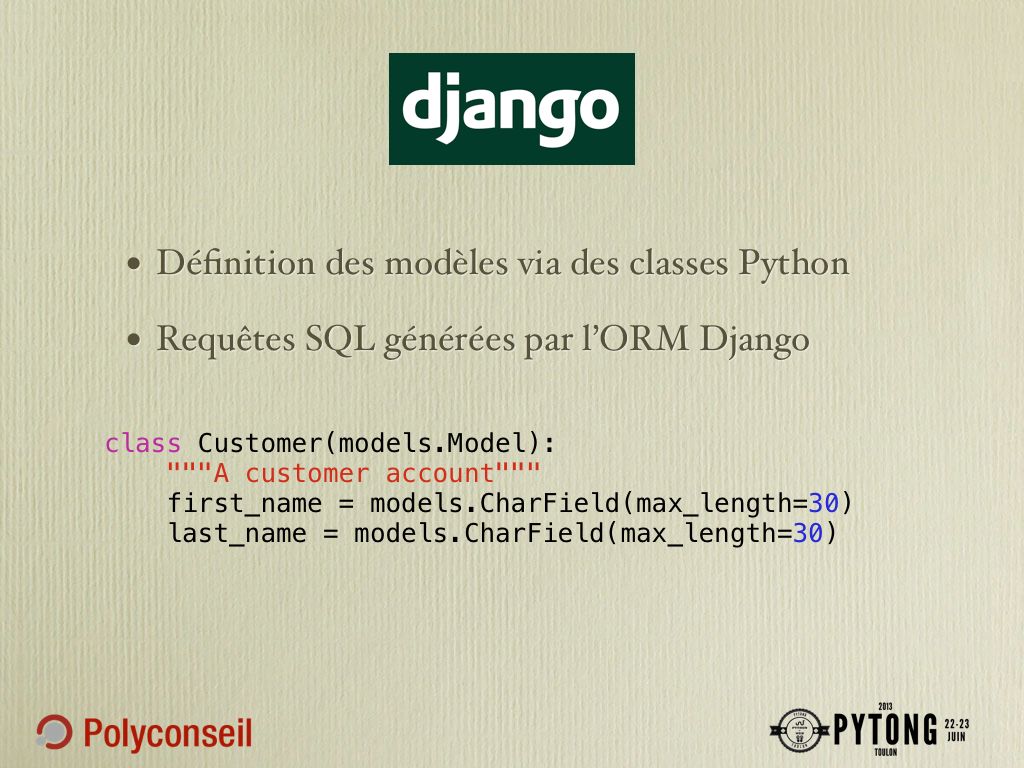 django
• Définition des modèles via des classes Python
• Requêtes SQL générées par l’ORM Django
class Customer(models.Model):
    """A customer account"""
    first_name = models.CharField(max_length=30)
    last_name = models.CharField(max_length=30)
Polyconseil
2013
PYTONG
TOULON
22-23
JUIN